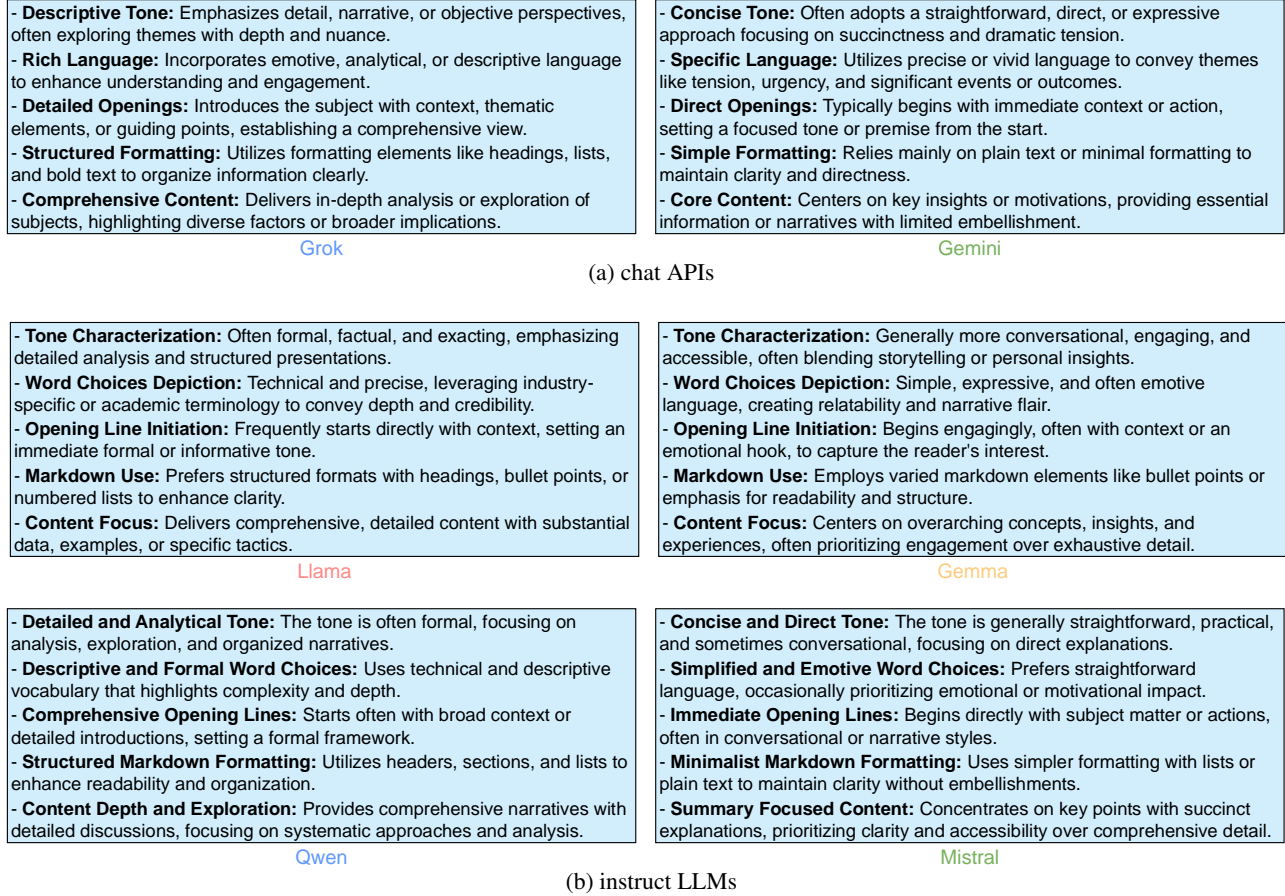 - Descriptive Tone: Emphasizes detail, narrative, or objective perspectives,
often exploring themes with depth and nuance.
- Rich Language: Incorporates emotive, analytical, or descriptive language
to enhance understanding and engagement.
- Detailed Openings: Introduces the subject with context, thematic
elements, or guiding points, establishing a comprehensive view.
- Structured Formatting: Utilizes formatting elements like headings, lists,
and bold text to organize information clearly.
- Comprehensive Content: Delivers in-depth analysis or exploration of
subjects, highlighting diverse factors or broader implications.
Grok
- Concise Tone: Often adopts a straightforward, direct, or expressive
approach focusing on succinctness and dramatic tension.
- Specific Language: Utilizes precise or vivid language to convey themes
like tension, urgency, and significant events or outcomes.
- Direct Openings: Typically begins with immediate context or action,
setting a focused tone or premise from the start.
- Simple Formatting: Relies mainly on plain text or minimal formatting to
maintain clarity and directness.
- Core Content: Centers on key insights or motivations, providing essential
information or narratives with limited embellishment.
Gemini
(a) chat APIs
- Tone Characterization: Often formal, factual, and exacting, emphasizing
detailed analysis and structured presentations.
- Word Choices Depiction: Technical and precise, leveraging industry-
specific or academic terminology to convey depth and credibility.
- Opening Line Initiation: Frequently starts directly with context, setting an
immediate formal or informative tone.
- Markdown Use: Prefers structured formats with headings, bullet points, or
numbered lists to enhance clarity.
- Content Focus: Delivers comprehensive, detailed content with substantial
data, examples, or specific tactics.
Llama
- Tone Characterization: Generally more conversational, engaging, and
accessible, often blending storytelling or personal insights.
- Word Choices Depiction: Simple, expressive, and often emotive
language, creating relatability and narrative flair.
- Opening Line Initiation: Begins engagingly, often with context or an
emotional hook, to capture the reader's interest.
- Markdown Use: Employs varied markdown elements like bullet points or
emphasis for readability and structure.
- Content Focus: Centers on overarching concepts, insights, and
experiences, often prioritizing engagement over exhaustive detail.
Gemma
- Detailed and Analytical Tone: The tone is often formal, focusing on
analysis, exploration, and organized narratives.
- Descriptive and Formal Word Choices: Uses technical and descriptive
vocabulary that highlights complexity and depth.
- Comprehensive Opening Lines: Starts often with broad context or
detailed introductions, setting a formal framework.
- Structured Markdown Formatting: Utilizes headers, sections, and lists to
enhance readability and organization.
- Content Depth and Exploration: Provides comprehensive narratives with
detailed discussions, focusing on systematic approaches and analysis.
Qwen
- Concise and Direct Tone: The tone is generally straightforward, practical,
and sometimes conversational, focusing on direct explanations.
- Simplified and Emotive Word Choices: Prefers straightforward
language, occasionally prioritizing emotional or motivational impact.
- Immediate Opening Lines: Begins directly with subject matter or actions,
often in conversational or narrative styles.
- Minimalist Markdown Formatting: Uses simpler formatting with lists or
plain text to maintain clarity without embellishments.
- Summary Focused Content: Concentrates on key points with succinct
explanations, prioritizing clarity and accessibility over comprehensive detail.
Mistral
(b) instruct LLMs